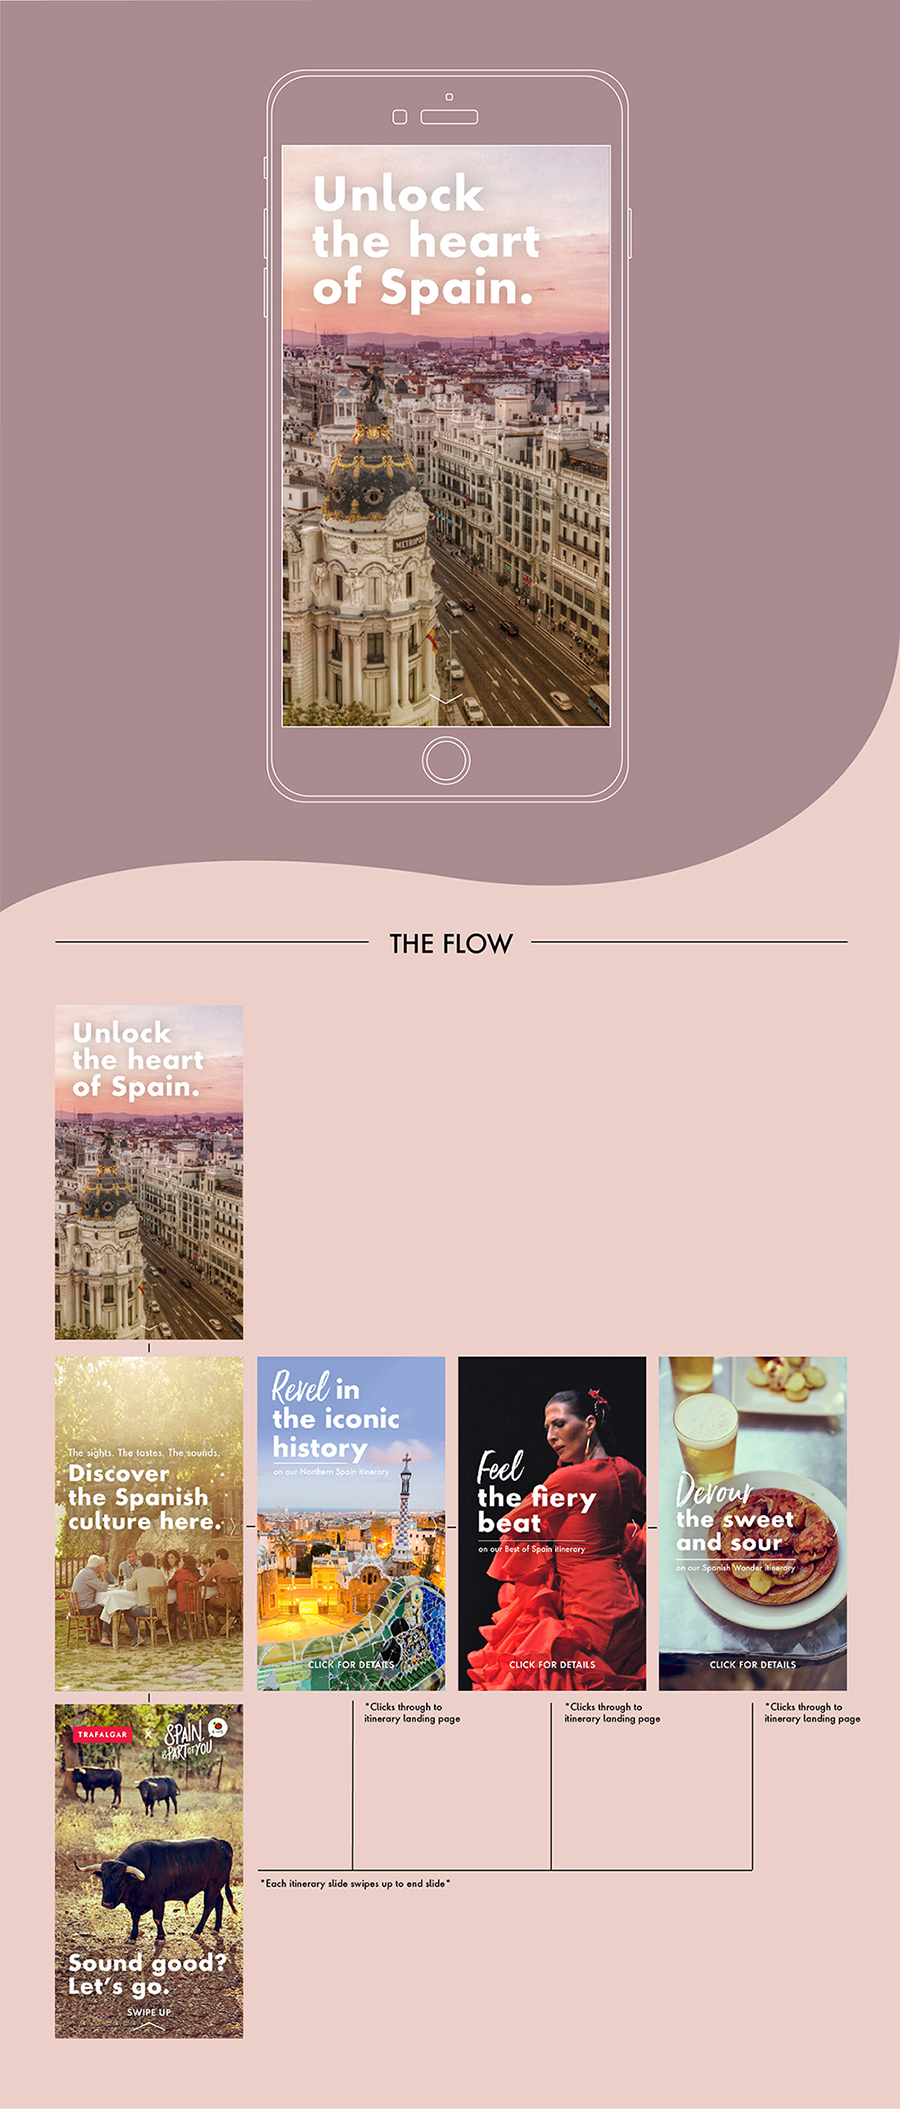 Unlock
the heart
of Spain.
METROPOLIS
THE FLOW
Unlock
the heart
of Spain.
The sights. The tastes. The sounds.
Discover
the Spanish
culture here.
Revel in
the iconic
history
on our Northern Spain itinerary
CLICK FOR DETAILS
Feel
the fiery
beat
on our Best of Spain itinerary
CLICK FOR DETAILS
Devour
the sweet
and sour
on our Spanish Wonder itinerary
CLICK FOR DETAILS
*Clicks through to
itinerary landing page
*Clicks through to
itinerary landing page
*Clicks through to
itinerary landing page
TRAFALGAR X SPAIN
IS PART OF YOU
*Each itinerary slide swipes up to end slide*
Sound good?
Let's go.
SWIPE UP